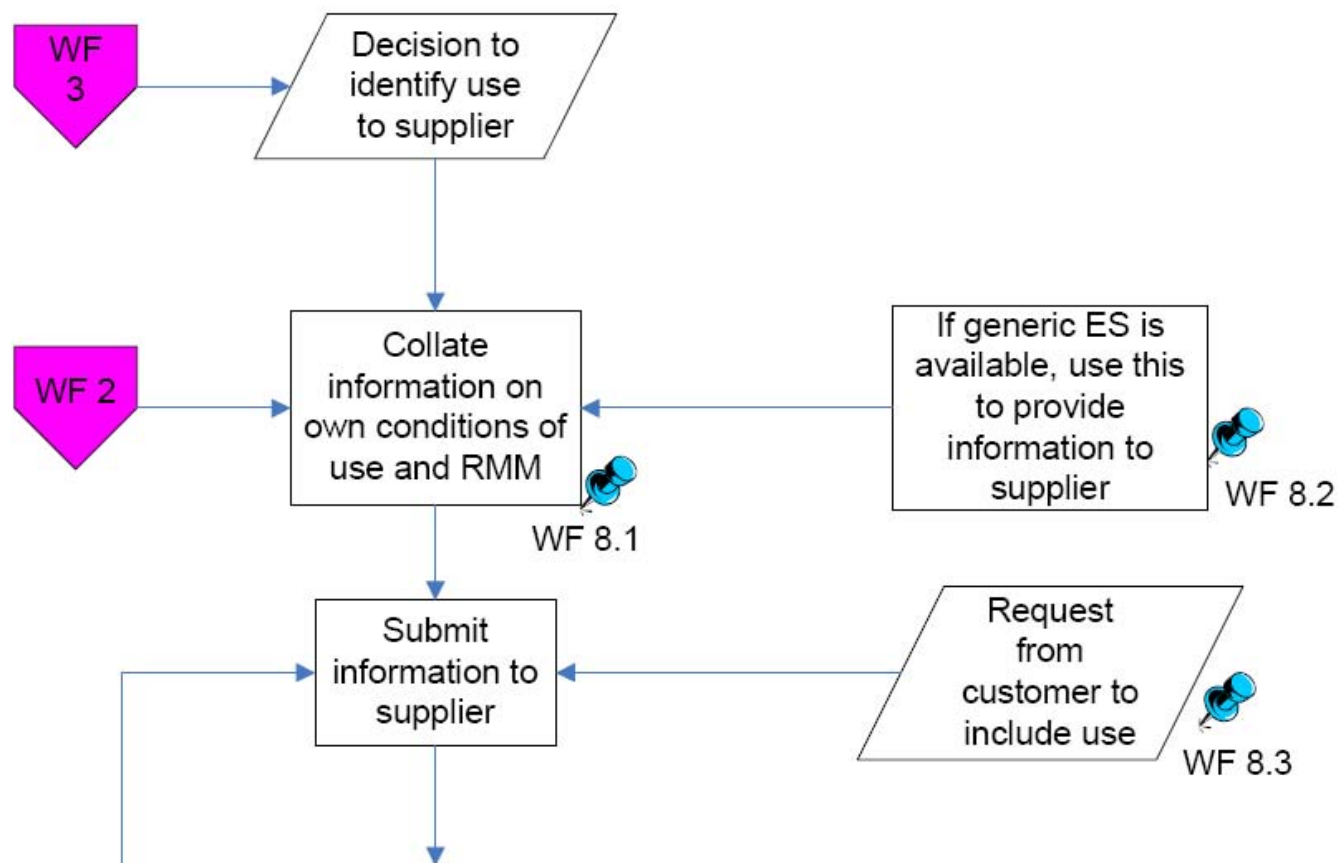 WF
3
Decision to
identify use
to supplier
WF 2
Collate
information on
own conditions of
use and RMM
WF 8.1
If generic ES is
available, use this
to provide
information to
supplier
WF 8.2
Submit
information to
supplier
Request
from
customer to
include use
WF 8.3